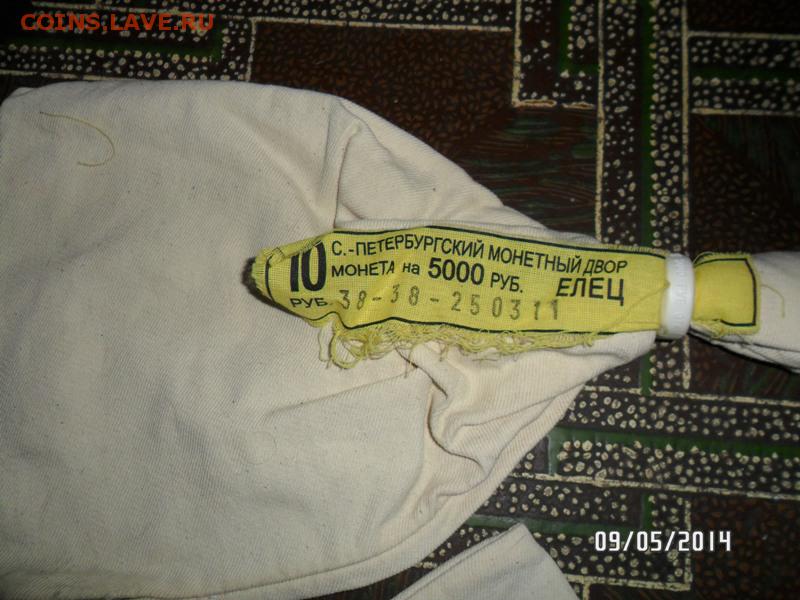 COINS.LAVE.RU
10 РУБ.
С.-ПЕТЕРБУРГСКИЙ МОНЕТНЫЙ ДВОР
МОНЕТА на 5000 РУБ. ЕЛЕЦ
38-38-250311
09/05/2014